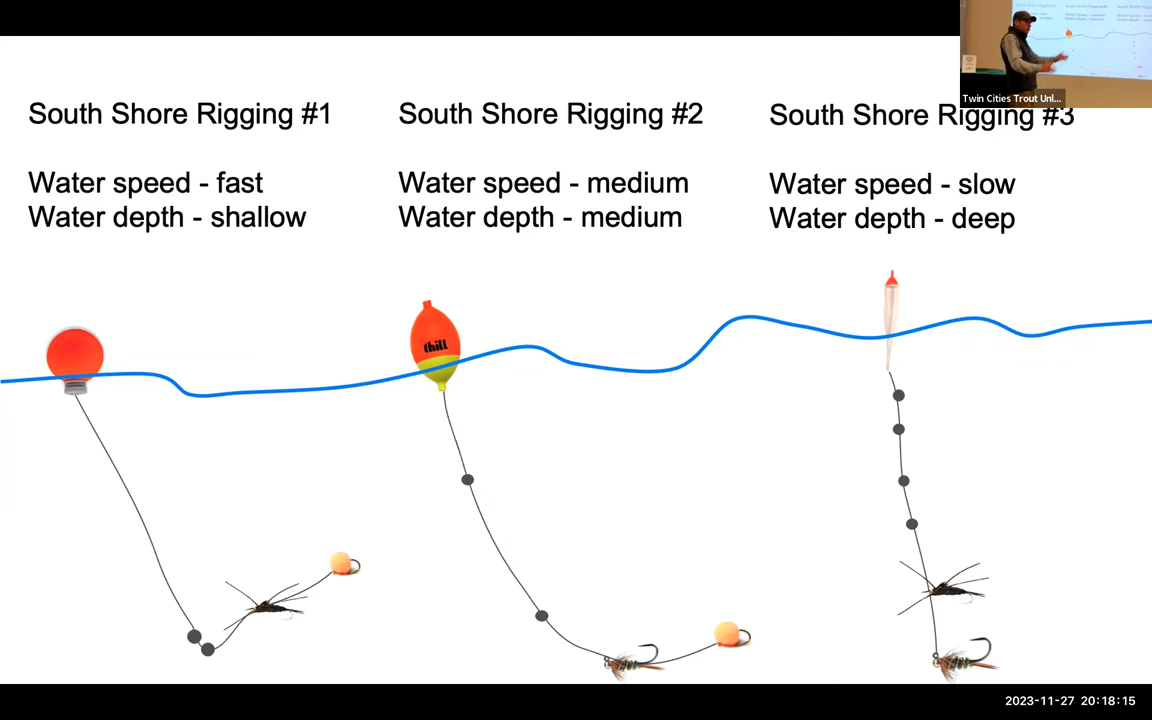 South Shore Rigging #1
Water speed - fast
Water depth - shallow
South Shore Rigging #2
Water speed - medium
Water depth - medium
South Shore Rigging #3
Water speed - slow
Water depth - deep
thill
Twin Cities Trout Unl...
2023-11-27 20:18:15